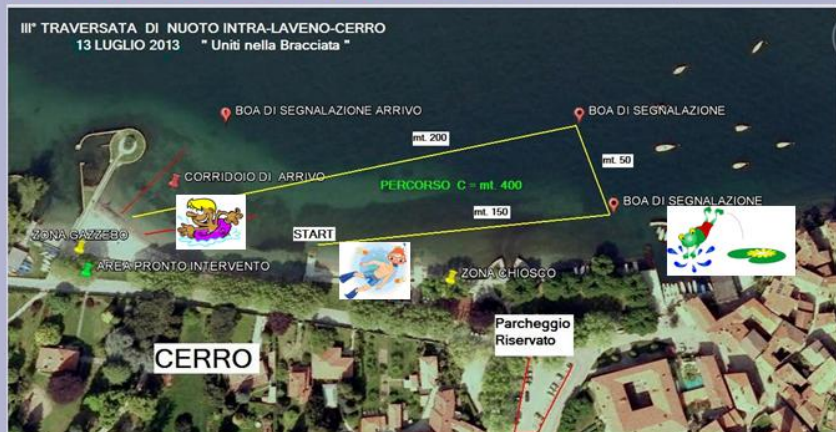 III° TRAVERSATA DI NUOTO INTRA-LAVENO-CERRO
13 LUGLIO 2013 " Uniti nella Bracciata "
BOA DI SEGNALAZIONE ARRIVO
BOA DI SEGNALAZIONE
mt. 200
mt. 50
CORRIDOIO DI ARRIVO
PERCORSO C = mt. 400
BOA DI SEGNALAZIONE
mt. 150
ZONA GAZZEBO
START
AREA PRONTO INTERVENTO
ZONA CHIOSCO
Parcheggio
Riservato
CERRO